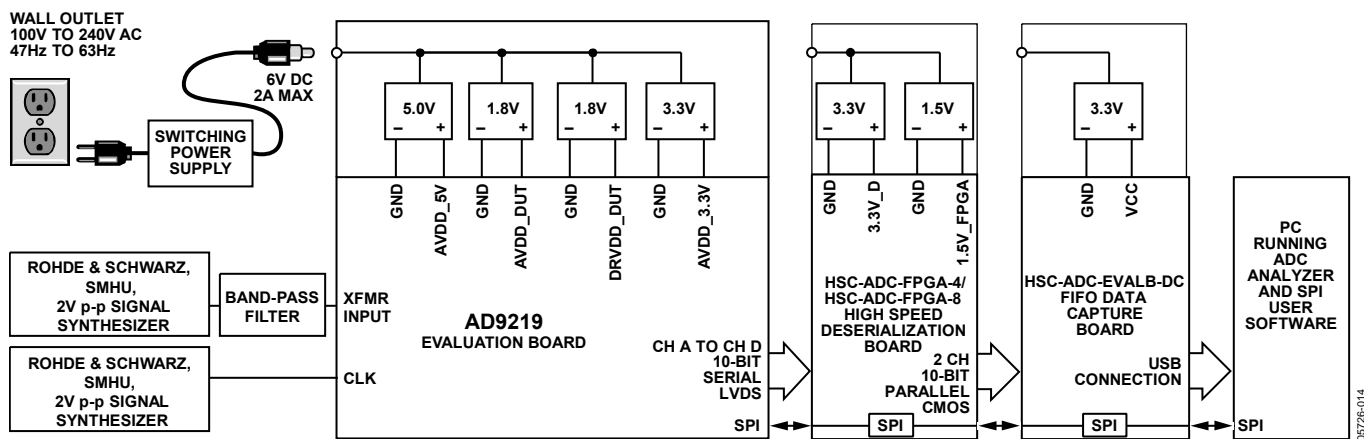 WALL OUTLET
100V TO 240V AC
47Hz TO 63Hz
6V DC
2A MAX
SWITCHING
POWER
SUPPLY
5.0V
– +
1.8V
– +
1.8V
– +
3.3V
– +
3.3V
– +
1.5V
– +
3.3V
– +
GND
AVDD_5V
GND
AVDD_DUT
GND
DRVDD_DUT
GND
AVDD_3.3V
GND
3.3V_D
GND
1.5V_FPGA
GND
VCC
ROHDE & SCHWARZ,
SMHU,
2V p-p SIGNAL
SYNTHESIZER
BAND-PASS
FILTER
XFMR
INPUT
AD9219
EVALUATION BOARD
ROHDE & SCHWARZ,
SMHU,
2V p-p SIGNAL
SYNTHESIZER
CLK
CH A TO CH D
10-BIT
SERIAL
LVDS
SPI
HSC-ADC-FPGA-4/
HSC-ADC-FPGA-8
HIGH SPEED
DESERIALIZATION
BOARD
2 CH
10-BIT
PARALLEL
CMOS
SPI
HSC-ADC-EVALB-DC
FIFO DATA
CAPTURE
BOARD
USB
CONNECTION
SPI
PC
RUNNING
ADC
ANALYZER
AND SPI
USER
SOFTWARE
SPI
05726-014